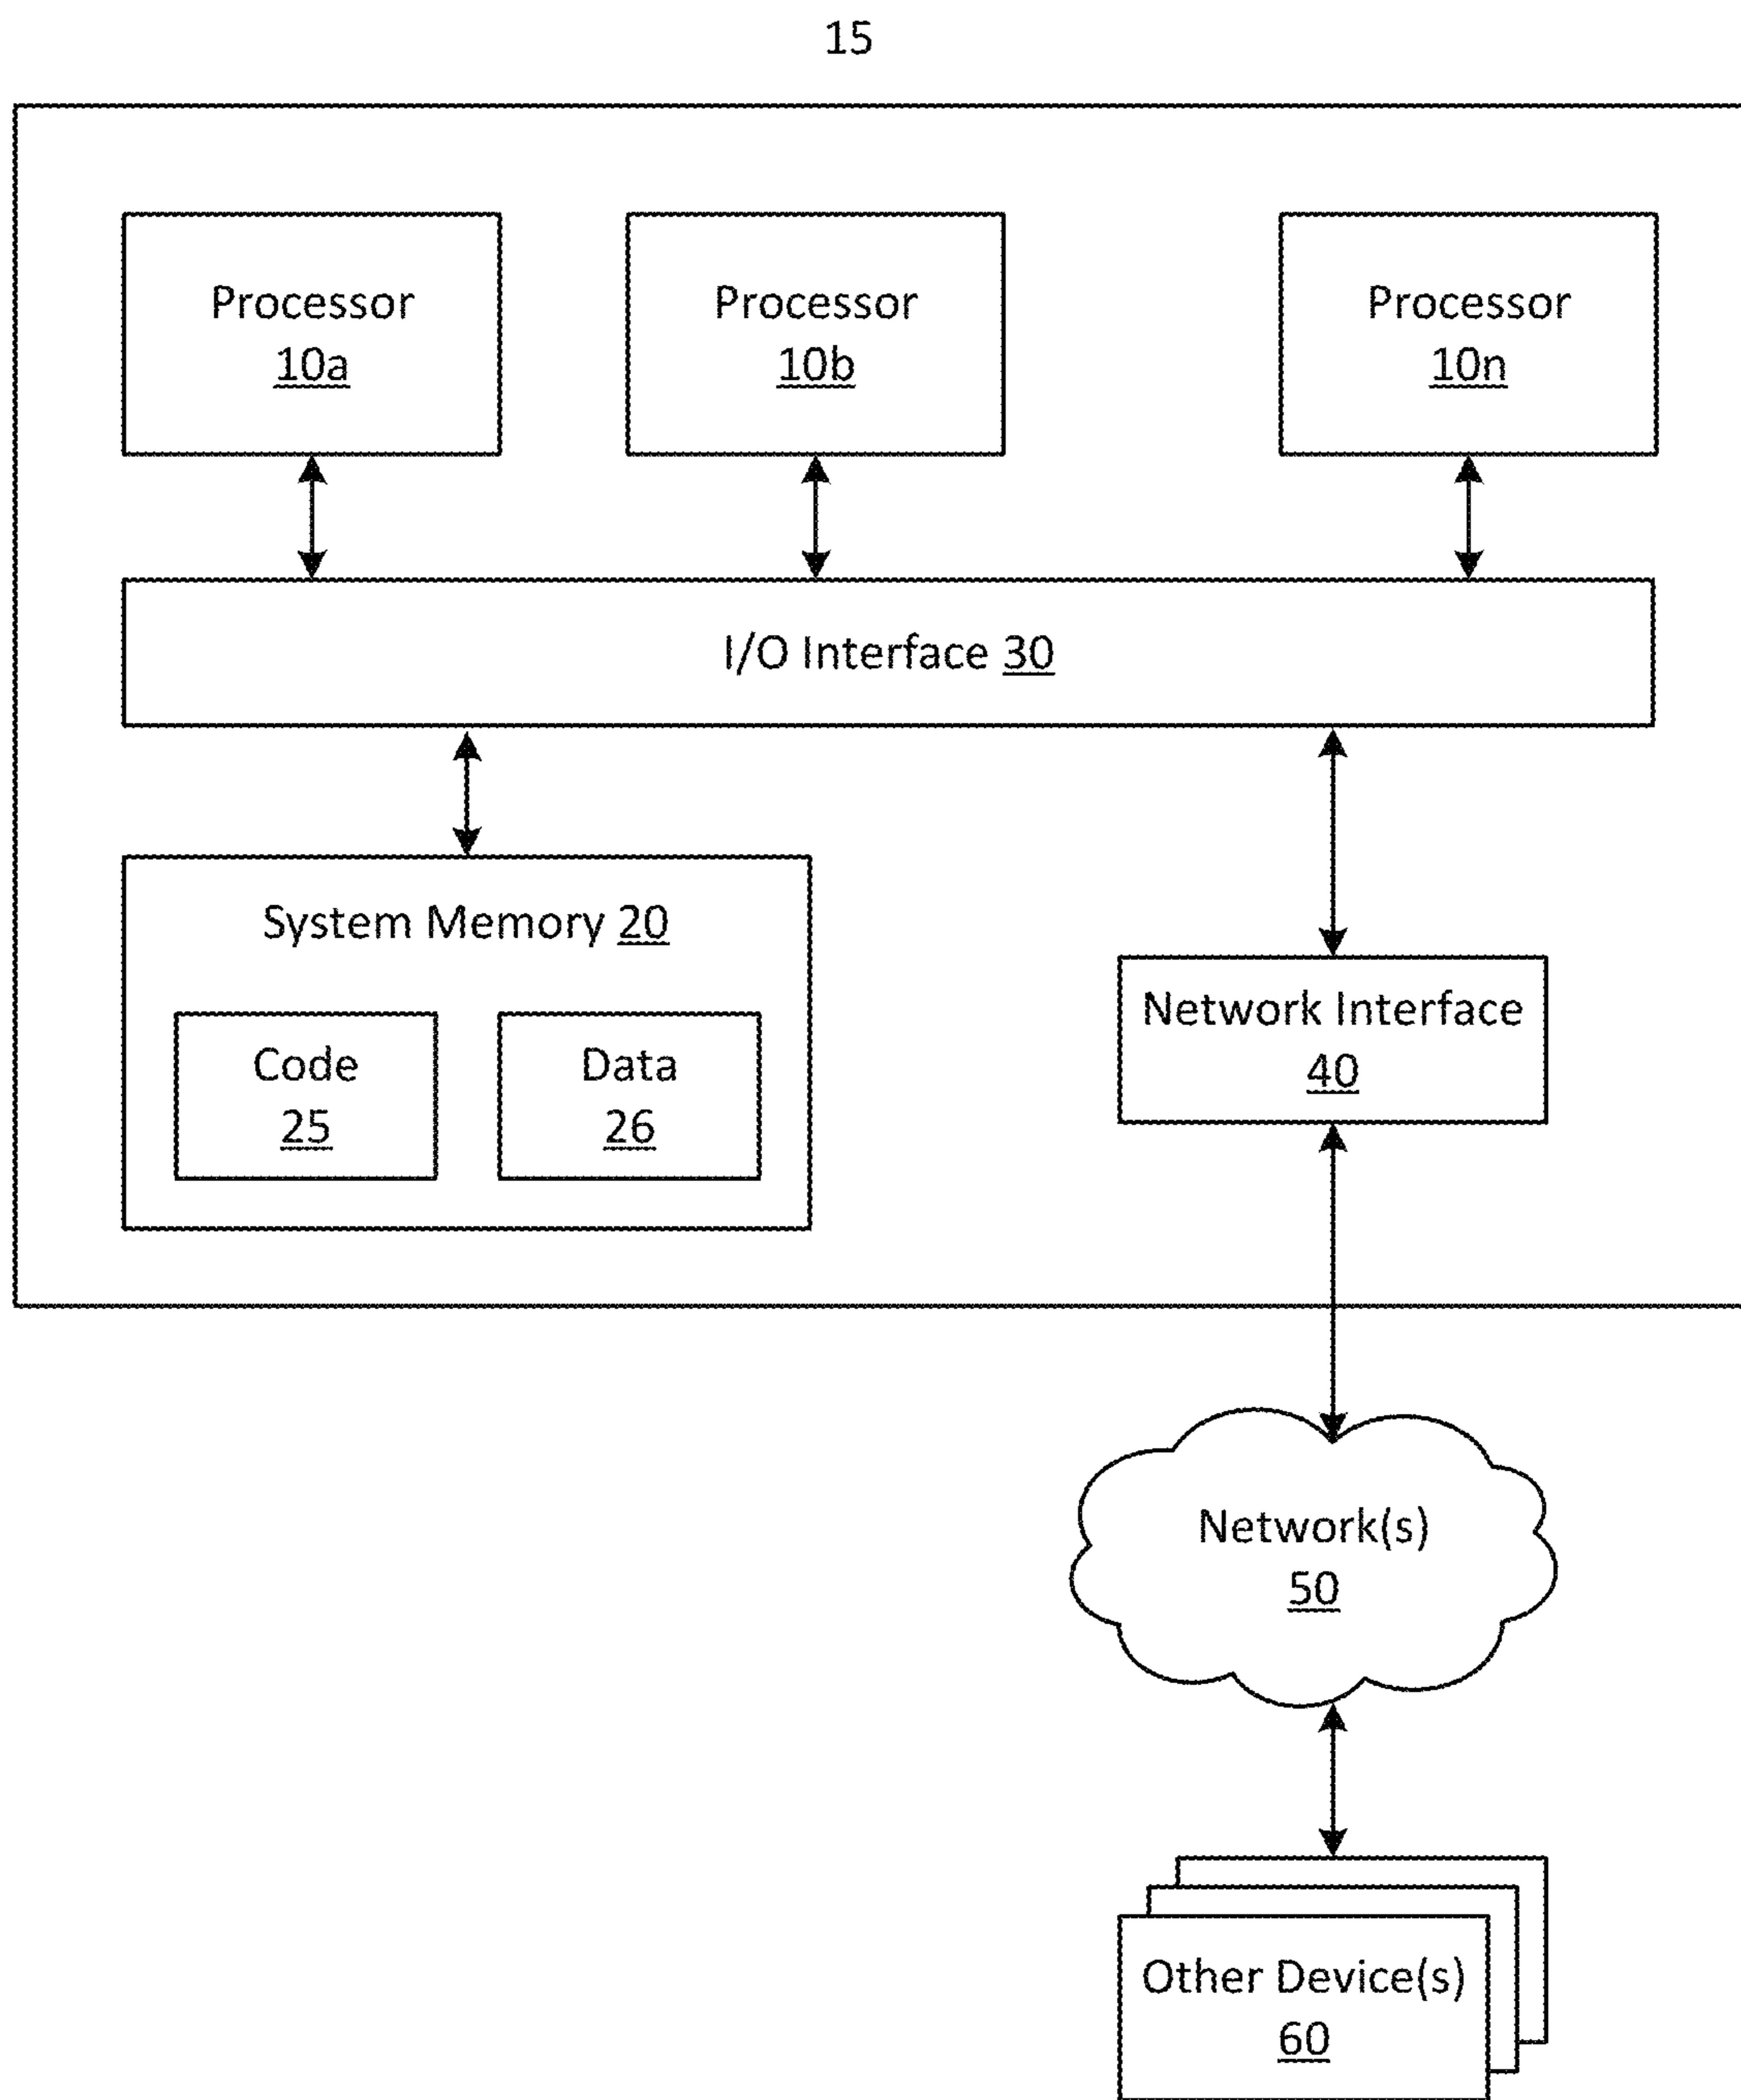 15
Processor
10a
Processor
10b
Processor
10n
I/O Interface 30
System Memory 20
Code
25
Data
26
Network Interface
40
Network(s)
50
Other Device(s)
60